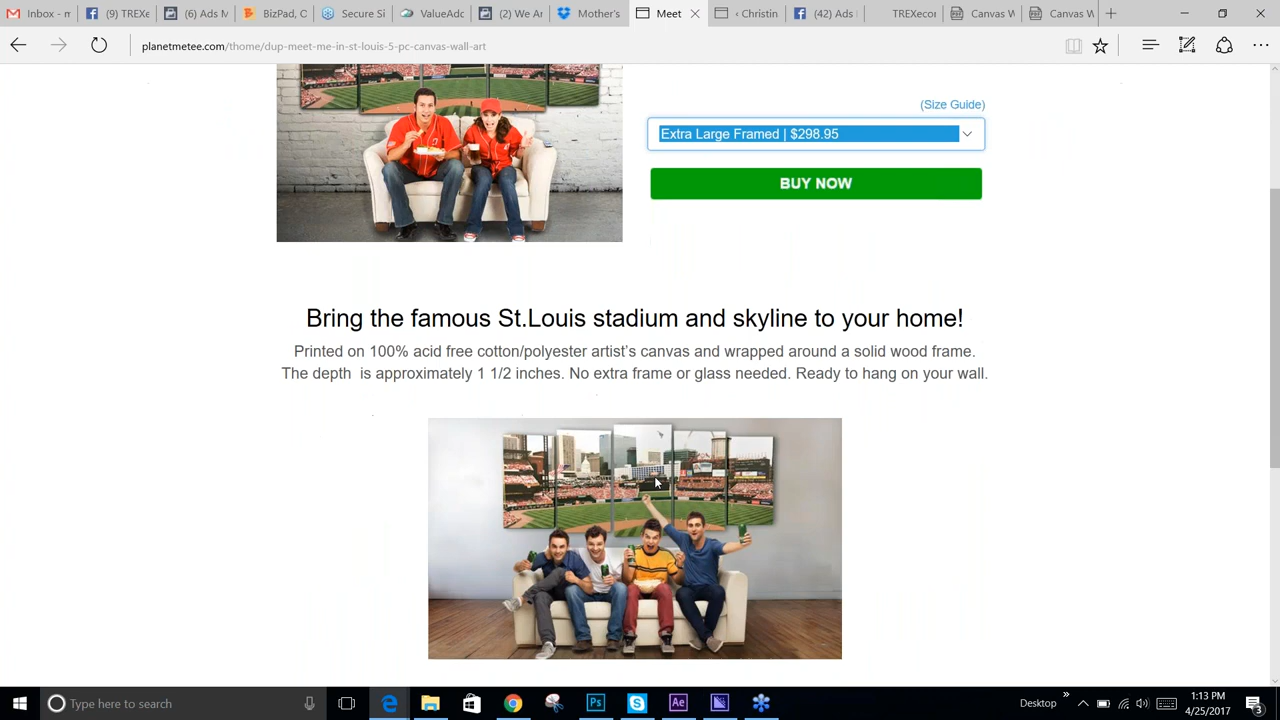 Inbox -
(9) TREXe
(6) Ads M
BizPad, O
Secure Si
ValueAdc
(2) We Ar
Mother's
Meet
‹ Christin
(42) Ads |
TREXecor
Canvas W
Canvas W
planetmetee.com/thome/dup-meet-me-in-st-louis-5-pc-canvas-wall-art
(Size Guide)
Extra Large Framed | $298.95
BUY NOW
Bring the famous St.Louis stadium and skyline to your home!
Printed on 100% acid free cotton/polyester artist's canvas and wrapped around a solid wood frame.
The depth is approximately 1 1/2 inches. No extra frame or glass needed. Ready to hang on your wall.
Type here to search
Ps
Ae
Desktop
1:13 PM
4/25/2017
3